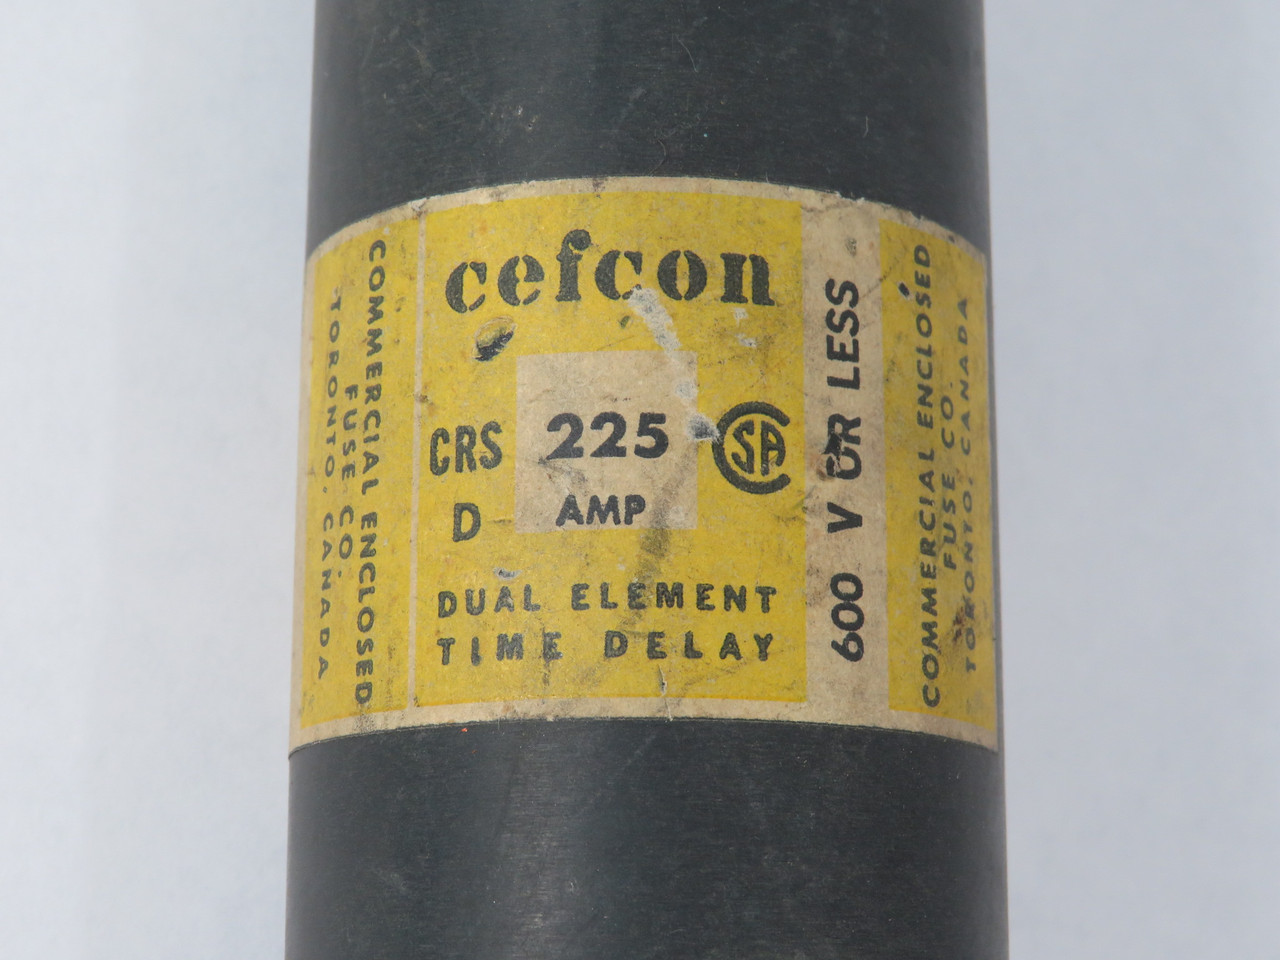 COMMERCIAL ENCLOSED
FUSE CO.
TORONTO, CANADA
cefcon
CRS
D
225
AMP
CSA
DUAL ELEMENT
TIME DELAY
600 V OR LESS
COMMERCIAL ENCLOSED
FUSE CO.
TORONTO, CANADA